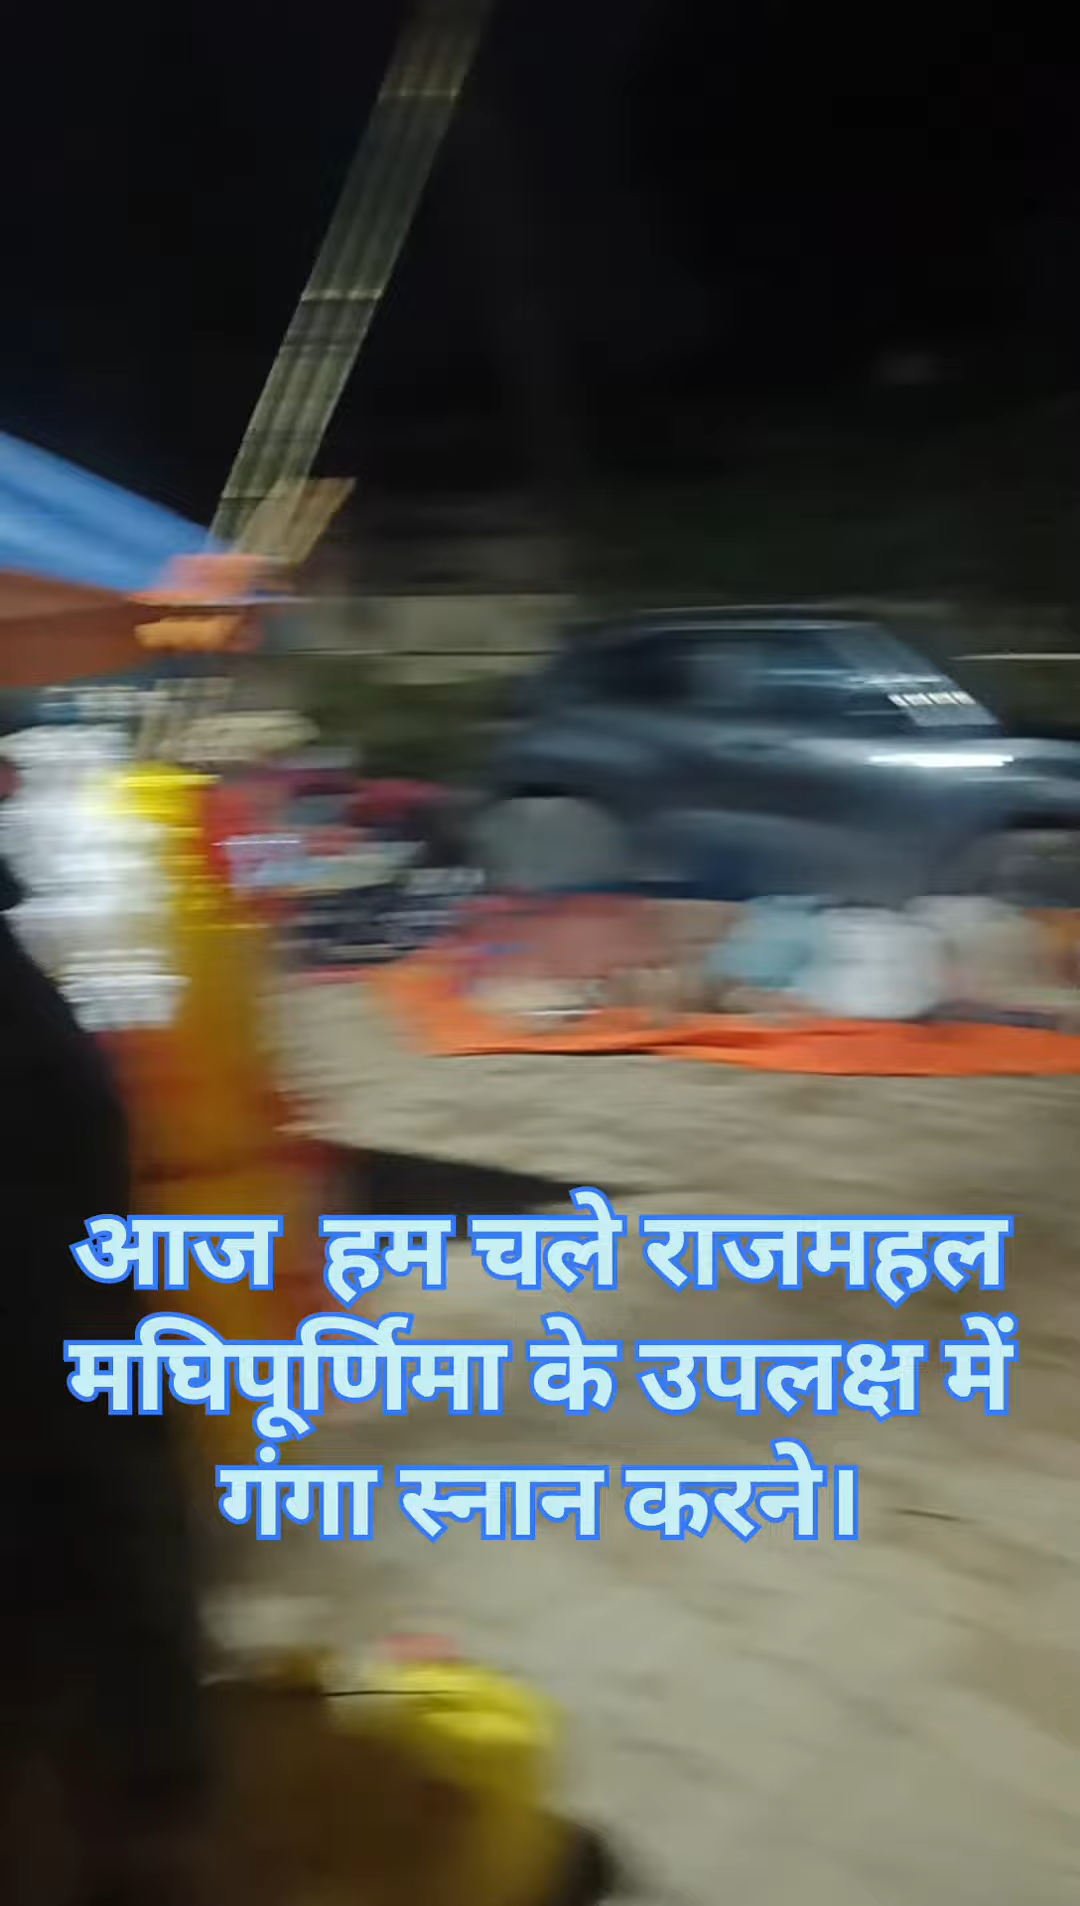 आज हम चले राजमहल
मघिपूर्णिमा के उपलक्ष में
गंगा स्नान करने।